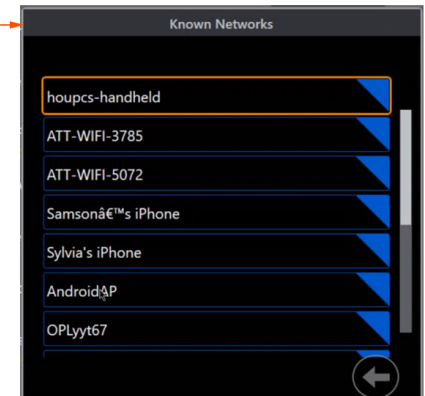 Known Networks
houpcs-handheld
ATT-WIFI-3785
ATT-WIFI-5072
Samsonâ€™s iPhone
Sylvia's iPhone
AndroidAP
OPLyyt67